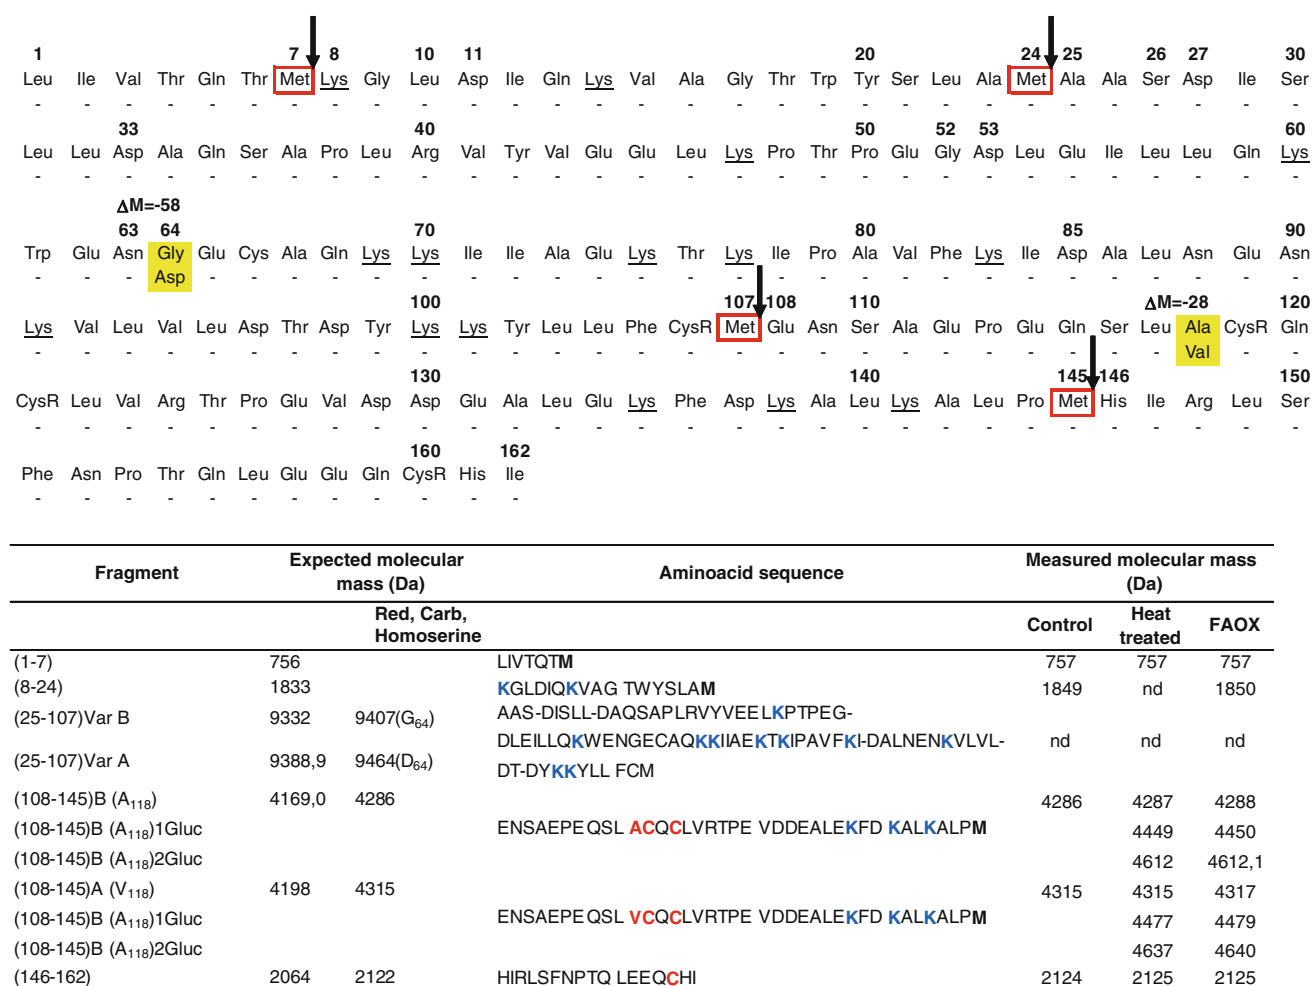 1 7 8 10 11 20 24 25 26 27 30
Leu Ile Val Thr Gln Thr Met Lys Gly Leu Asp Ile Gln Lys Val Ala Gly Thr Trp Tyr Ser Leu Ala Met Ala Ala Ser Asp Ile Ser
- - - - - - - - - - - - - - - - - - - - - - - - - - - - - -
33 40 50 52 53 60
Leu Leu Asp Ala Gln Ser Ala Pro Leu Arg Val Tyr Val Glu Glu Leu Lys Pro Thr Pro Glu Gly Asp Leu Glu Ile Leu Leu Gln Lys
- - - - - - - - - - - - - - - - - - - - - - - - - - - - - -
ΔM=-58
63 64 70 80 85 90
Trp Glu Asn Gly Glu Cys Ala Gln Lys Lys Ile Ile Ala Glu Lys Thr Lys Ile Pro Ala Val Phe Lys Ile Asp Ala Leu Asn Glu Asn
- - - Asp - - - - - - - - - - - - - - - - - - - - - - - - - -
100 107 108 110 ΔM=-28 120
Lys Val Leu Val Leu Asp Thr Asp Tyr Lys Lys Tyr Leu Leu Phe CysR Met Glu Asn Ser Ala Glu Pro Glu Gln Ser Leu Ala CysR Gln
- - - - - - - - - - - - - - - - - - - - - - - - - - - Val - -
130 140 145 146 150
CysR Leu Val Arg Thr Pro Glu Val Asp Asp Glu Ala Leu Glu Lys Phe Asp Lys Ala Leu Lys Ala Leu Pro Met His Ile Arg Leu Ser
- - - - - - - - - - - - - - - - - - - - - - - - - - - - - -
160 162
Phe Asn Pro Thr Gln Leu Glu Glu Gln CysR His Ile
- - - - - - - - - - - -
Fragment Expected molecular mass (Da) Aminoacid sequence Measured molecular mass (Da)
Red, Carb, Homoserine Control Heat treated FAOX
(1-7) 756 LIVTQTM 757 757 757
(8-24) 1833 KGLDIQKVAG TWYSLAM 1849 nd 1850
(25-107)Var B 9332 9407(G64) AAS-DISLL-DAQSAPLRVYVEELKPTPEG-
DLEILLQKWENGECAQKKIIAEKTKIPAVFKI-DALNENKVLVL- nd nd nd
(25-107)Var A 9388,9 9464(D64) DT-DYKKYLL FCM
(108-145)B (A118) 4169,0 4286 4286 4287 4288
(108-145)B (A118)1Gluc ENSAEPEQSL ACQCLVRTPE VDDEALEKFD KALKALPM 4449 4450
(108-145)B (A118)2Gluc 4612 4612,1
(108-145)A (V118) 4198 4315 4315 4315 4317
(108-145)B (A118)1Gluc ENSAEPEQSL VCQCLVRTPE VDDEALEKFD KALKALPM 4477 4479
(108-145)B (A118)2Gluc 4637 4640
(146-162) 2064 2122 HIRLSFNPTQ LEEQCHI 2124 2125 2125